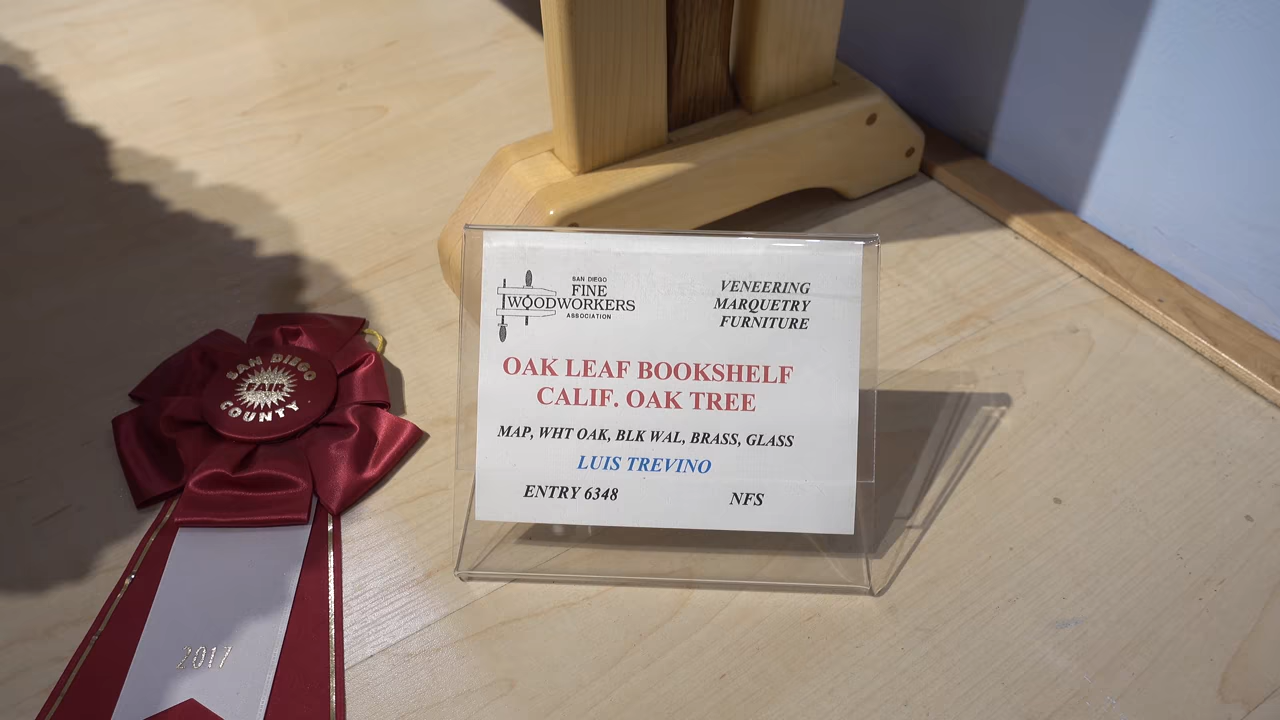 SAN DIEGO
FAIR
COUNTY
2017
SAN DIEGO
FINE
WOODWORKERS
ASSOCIATION
VENEERING
MARQUETRY
FURNITURE
OAK LEAF BOOKSHELF
CALIF. OAK TREE
MAP, WHT OAK, BLK WAL, BRASS, GLASS
LUIS TREVINO
ENTRY 6348 NFS